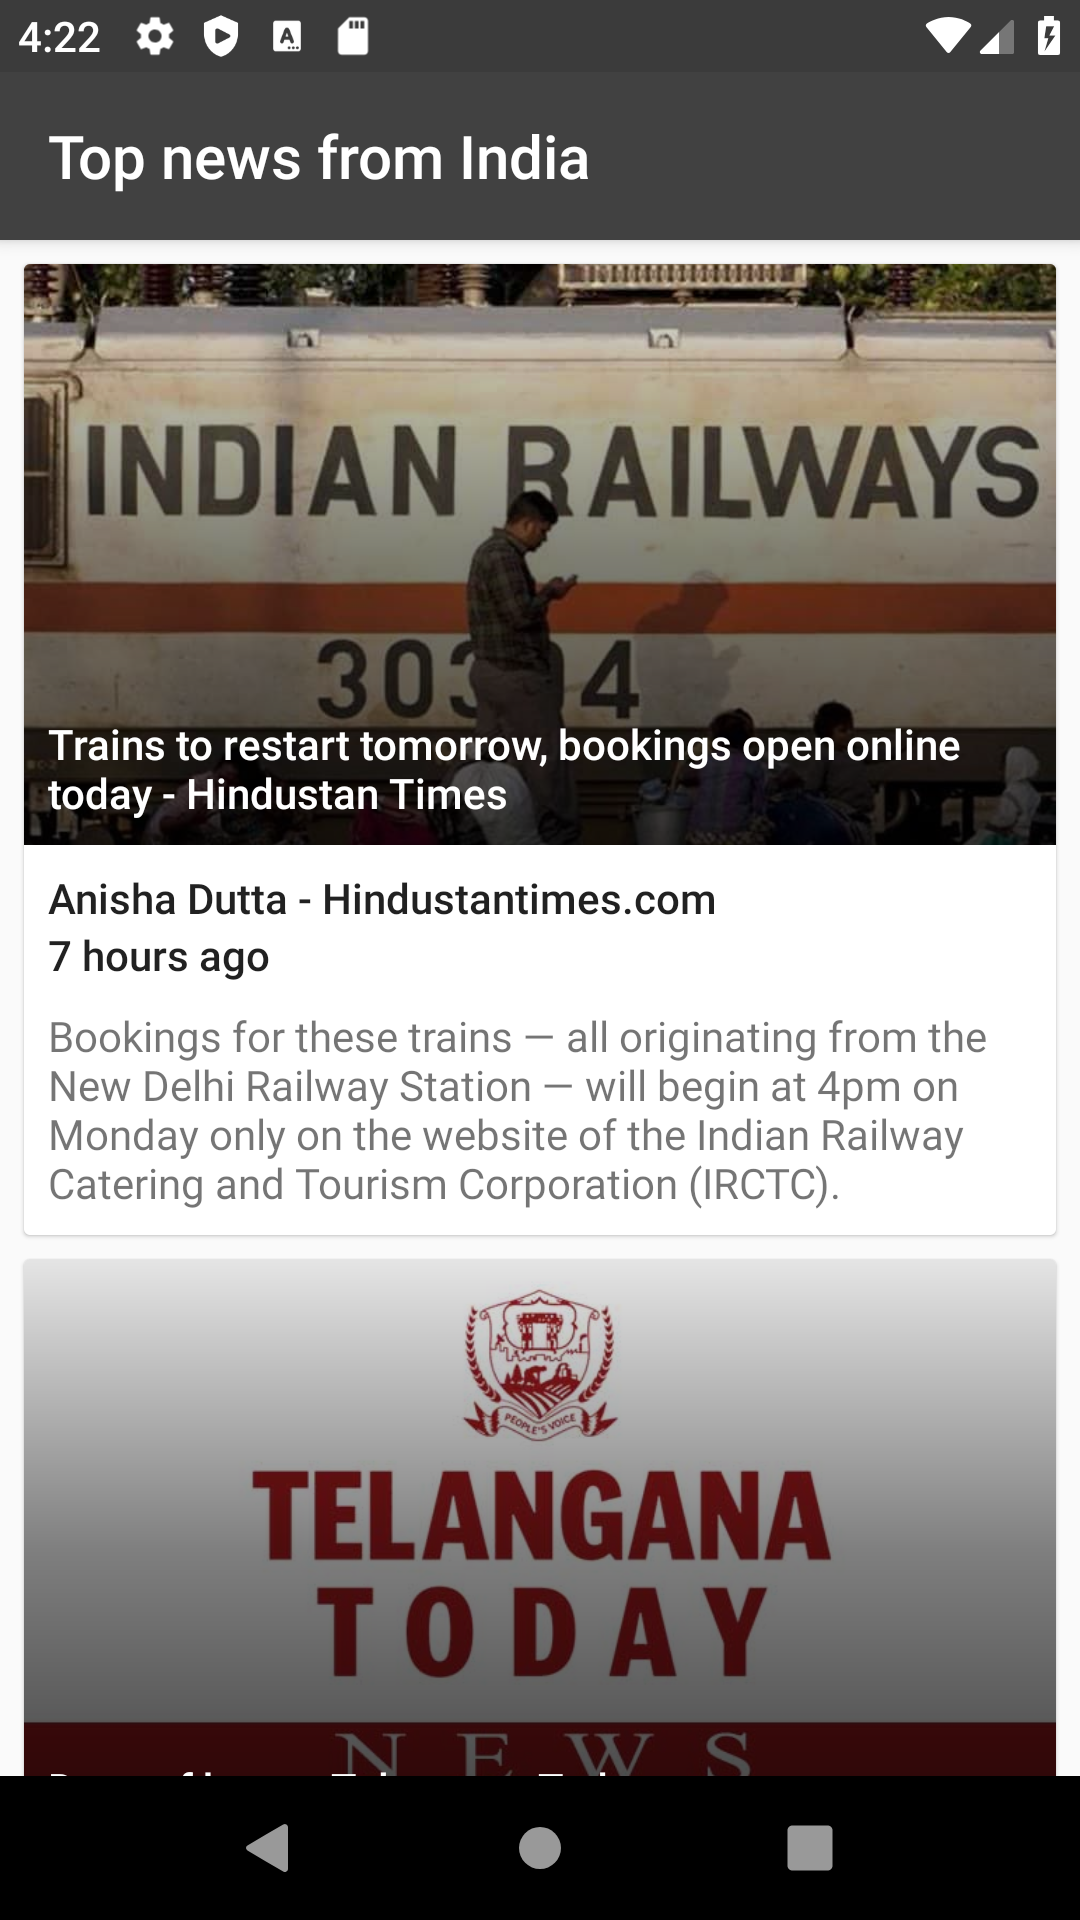 4:22
Top news from India
INDIAN RAILWAYS
Trains to restart tomorrow, bookings open online
today - Hindustan Times
Anisha Dutta - Hindustantimes.com
7 hours ago
Bookings for these trains — all originating from the
New Delhi Railway Station — will begin at 4pm on
Monday only on the website of the Indian Railway
Catering and Tourism Corporation (IRCTC).
PEOPLE'S VOICE
TELANGANA
TODAY
NEWS